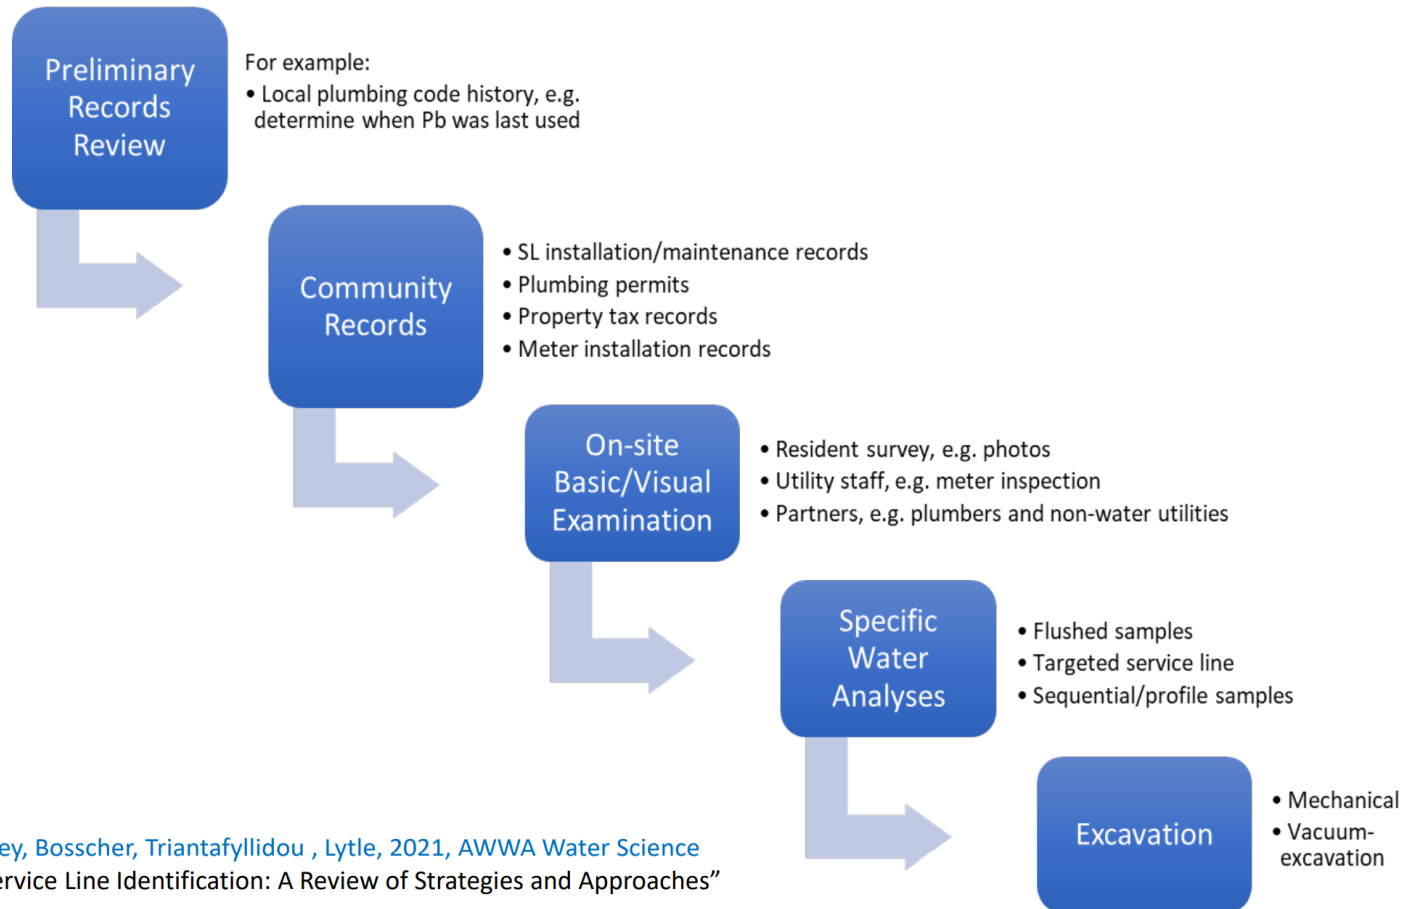 Preliminary
Records
Review
For example:
• Local plumbing code history, e.g.
determine when Pb was last used
Community
Records
• SL installation/maintenance records
• Plumbing permits
• Property tax records
• Meter installation records
On-site
Basic/Visual
Examination
• Resident survey, e.g. photos
• Utility staff, e.g. meter inspection
• Partners, e.g. plumbers and non-water utilities
Specific
Water
Analyses
• Flushed samples
• Targeted service line
• Sequential/profile samples
Excavation
• Mechanical
• Vacuum-
excavation
ey, Bosscher, Triantafyllidou , Lytle, 2021, AWWA Water Science
ervice Line Identification: A Review of Strategies and Approaches”